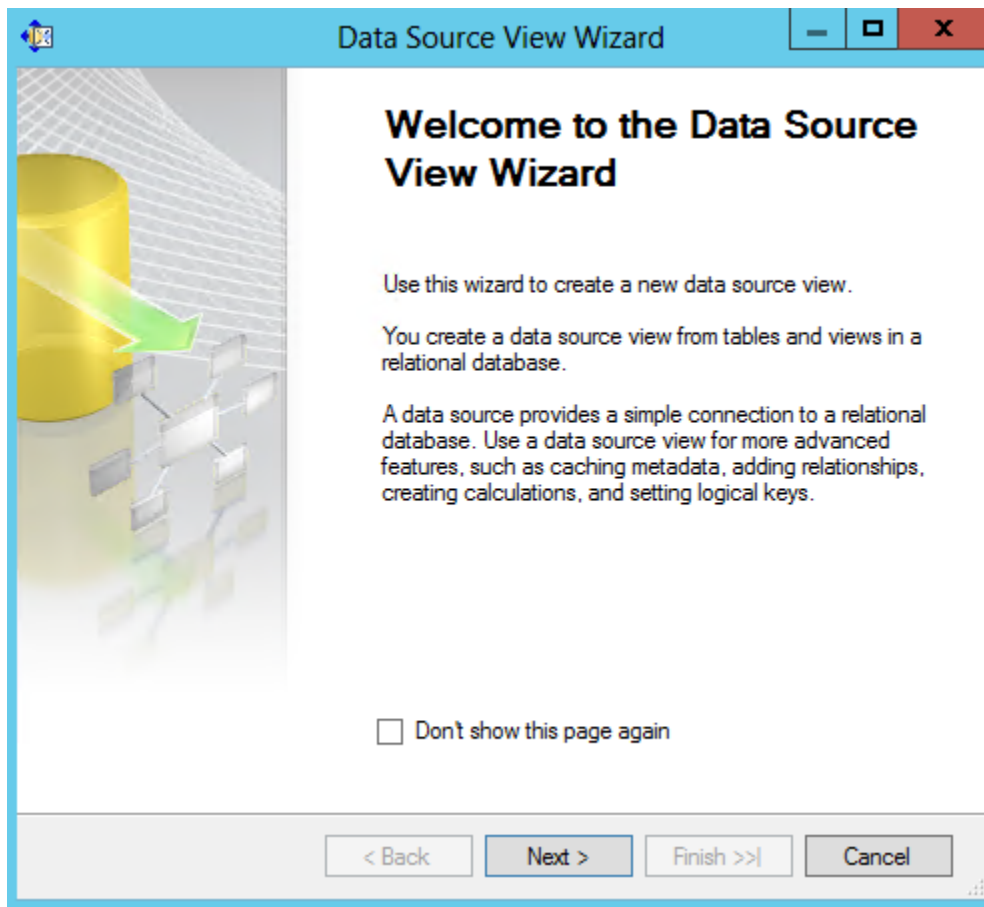 Data Source View Wizard
Welcome to the Data Source
View Wizard
Use this wizard to create a new data source view.
You create a data source view from tables and views in a
relational database.
A data source provides a simple connection to a relational
database. Use a data source view for more advanced
features, such as caching metadata, adding relationships,
creating calculations, and setting logical keys.
Don't show this page again
< Back Next > Finish >>| Cancel